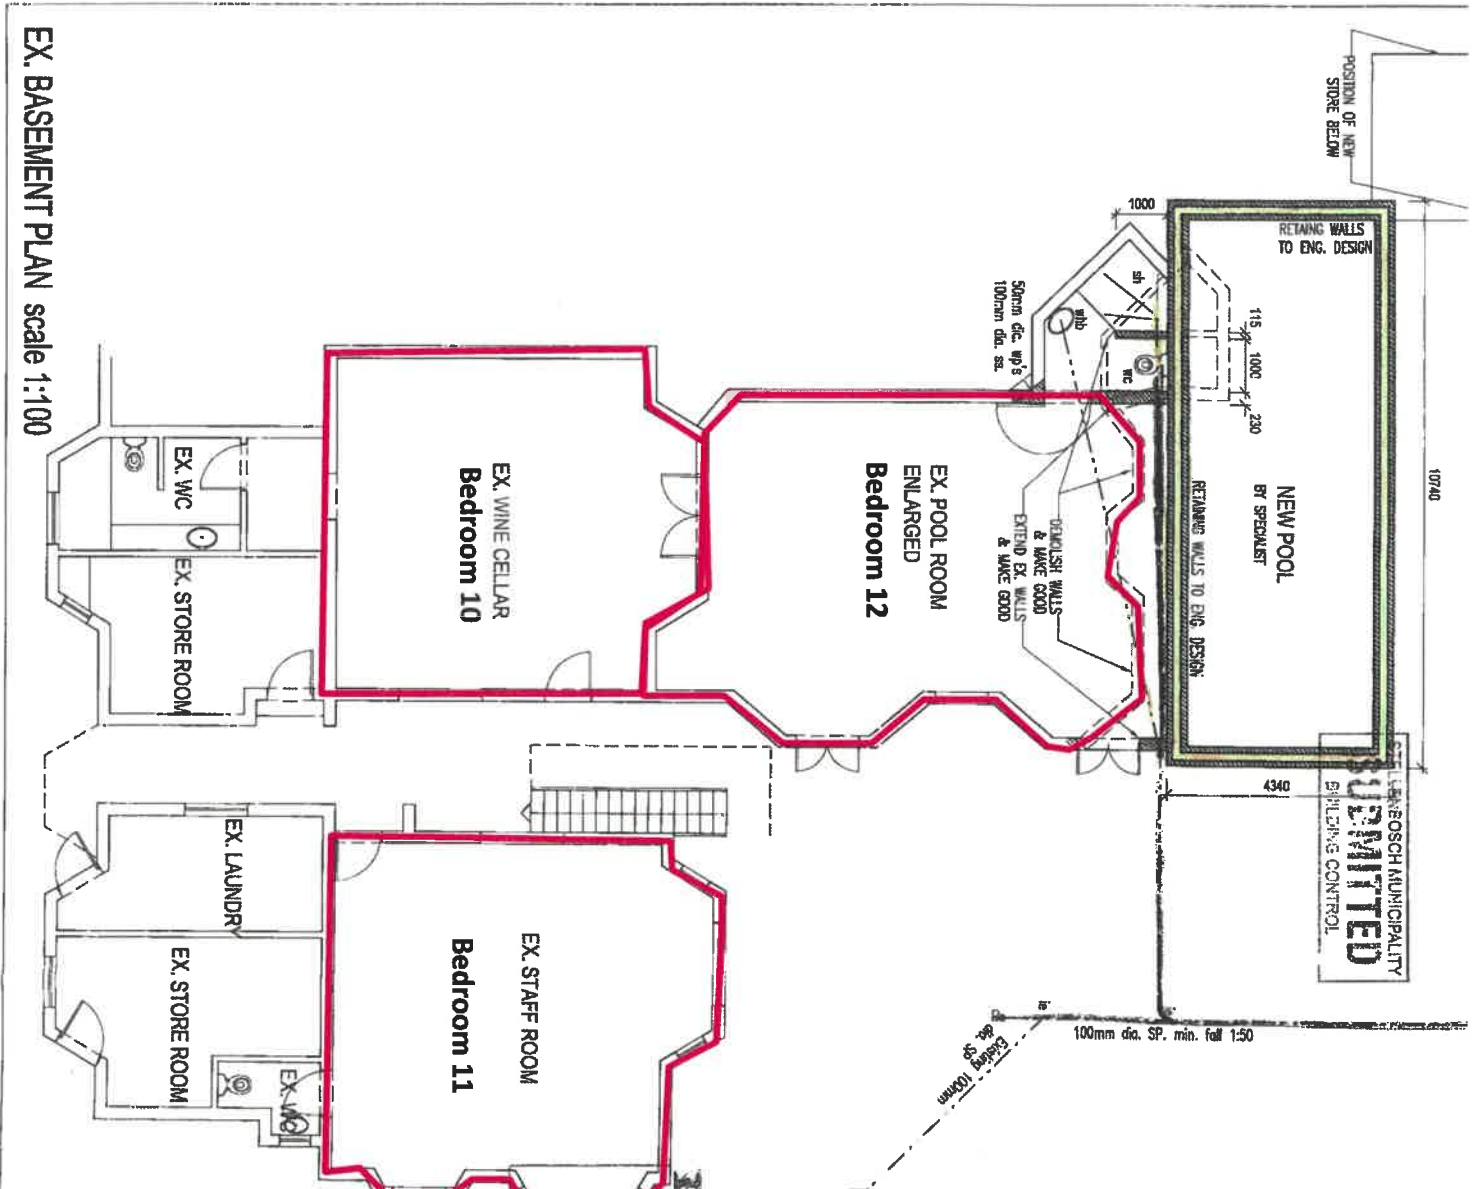 EX. BASEMENT PLAN scale 1:100
POSITION OF NEW
STORE BELOW
1000
RETAING WALLS
TO ENG. DESIGN
sh
whb
wc
50mm dia. wp's
100mm dia. ss.
115
1000
230
10740
NEW POOL
BY SPECIALIST
RETAINING WALLS TO ENG. DESIGN
4340
STELLENBOSCH MUNICIPALITY
SUBMITTED
BUILDING CONTROL
EX. POOL ROOM
ENLARGED
Bedroom 12
DEMOLISH WALLS
& MAKE GOOD
EXTEND EX. WALLS
& MAKE GOOD
EX. WINE CELLAR
Bedroom 10
EX. WC
EX. STORE ROOM
EX. LAUNDRY
EX. STORE ROOM
EX. WC
EX. STAFF ROOM
Bedroom 11
ie
Re
100mm dia. SP. min. fall 1:50
Existing 100mm
dia. SP